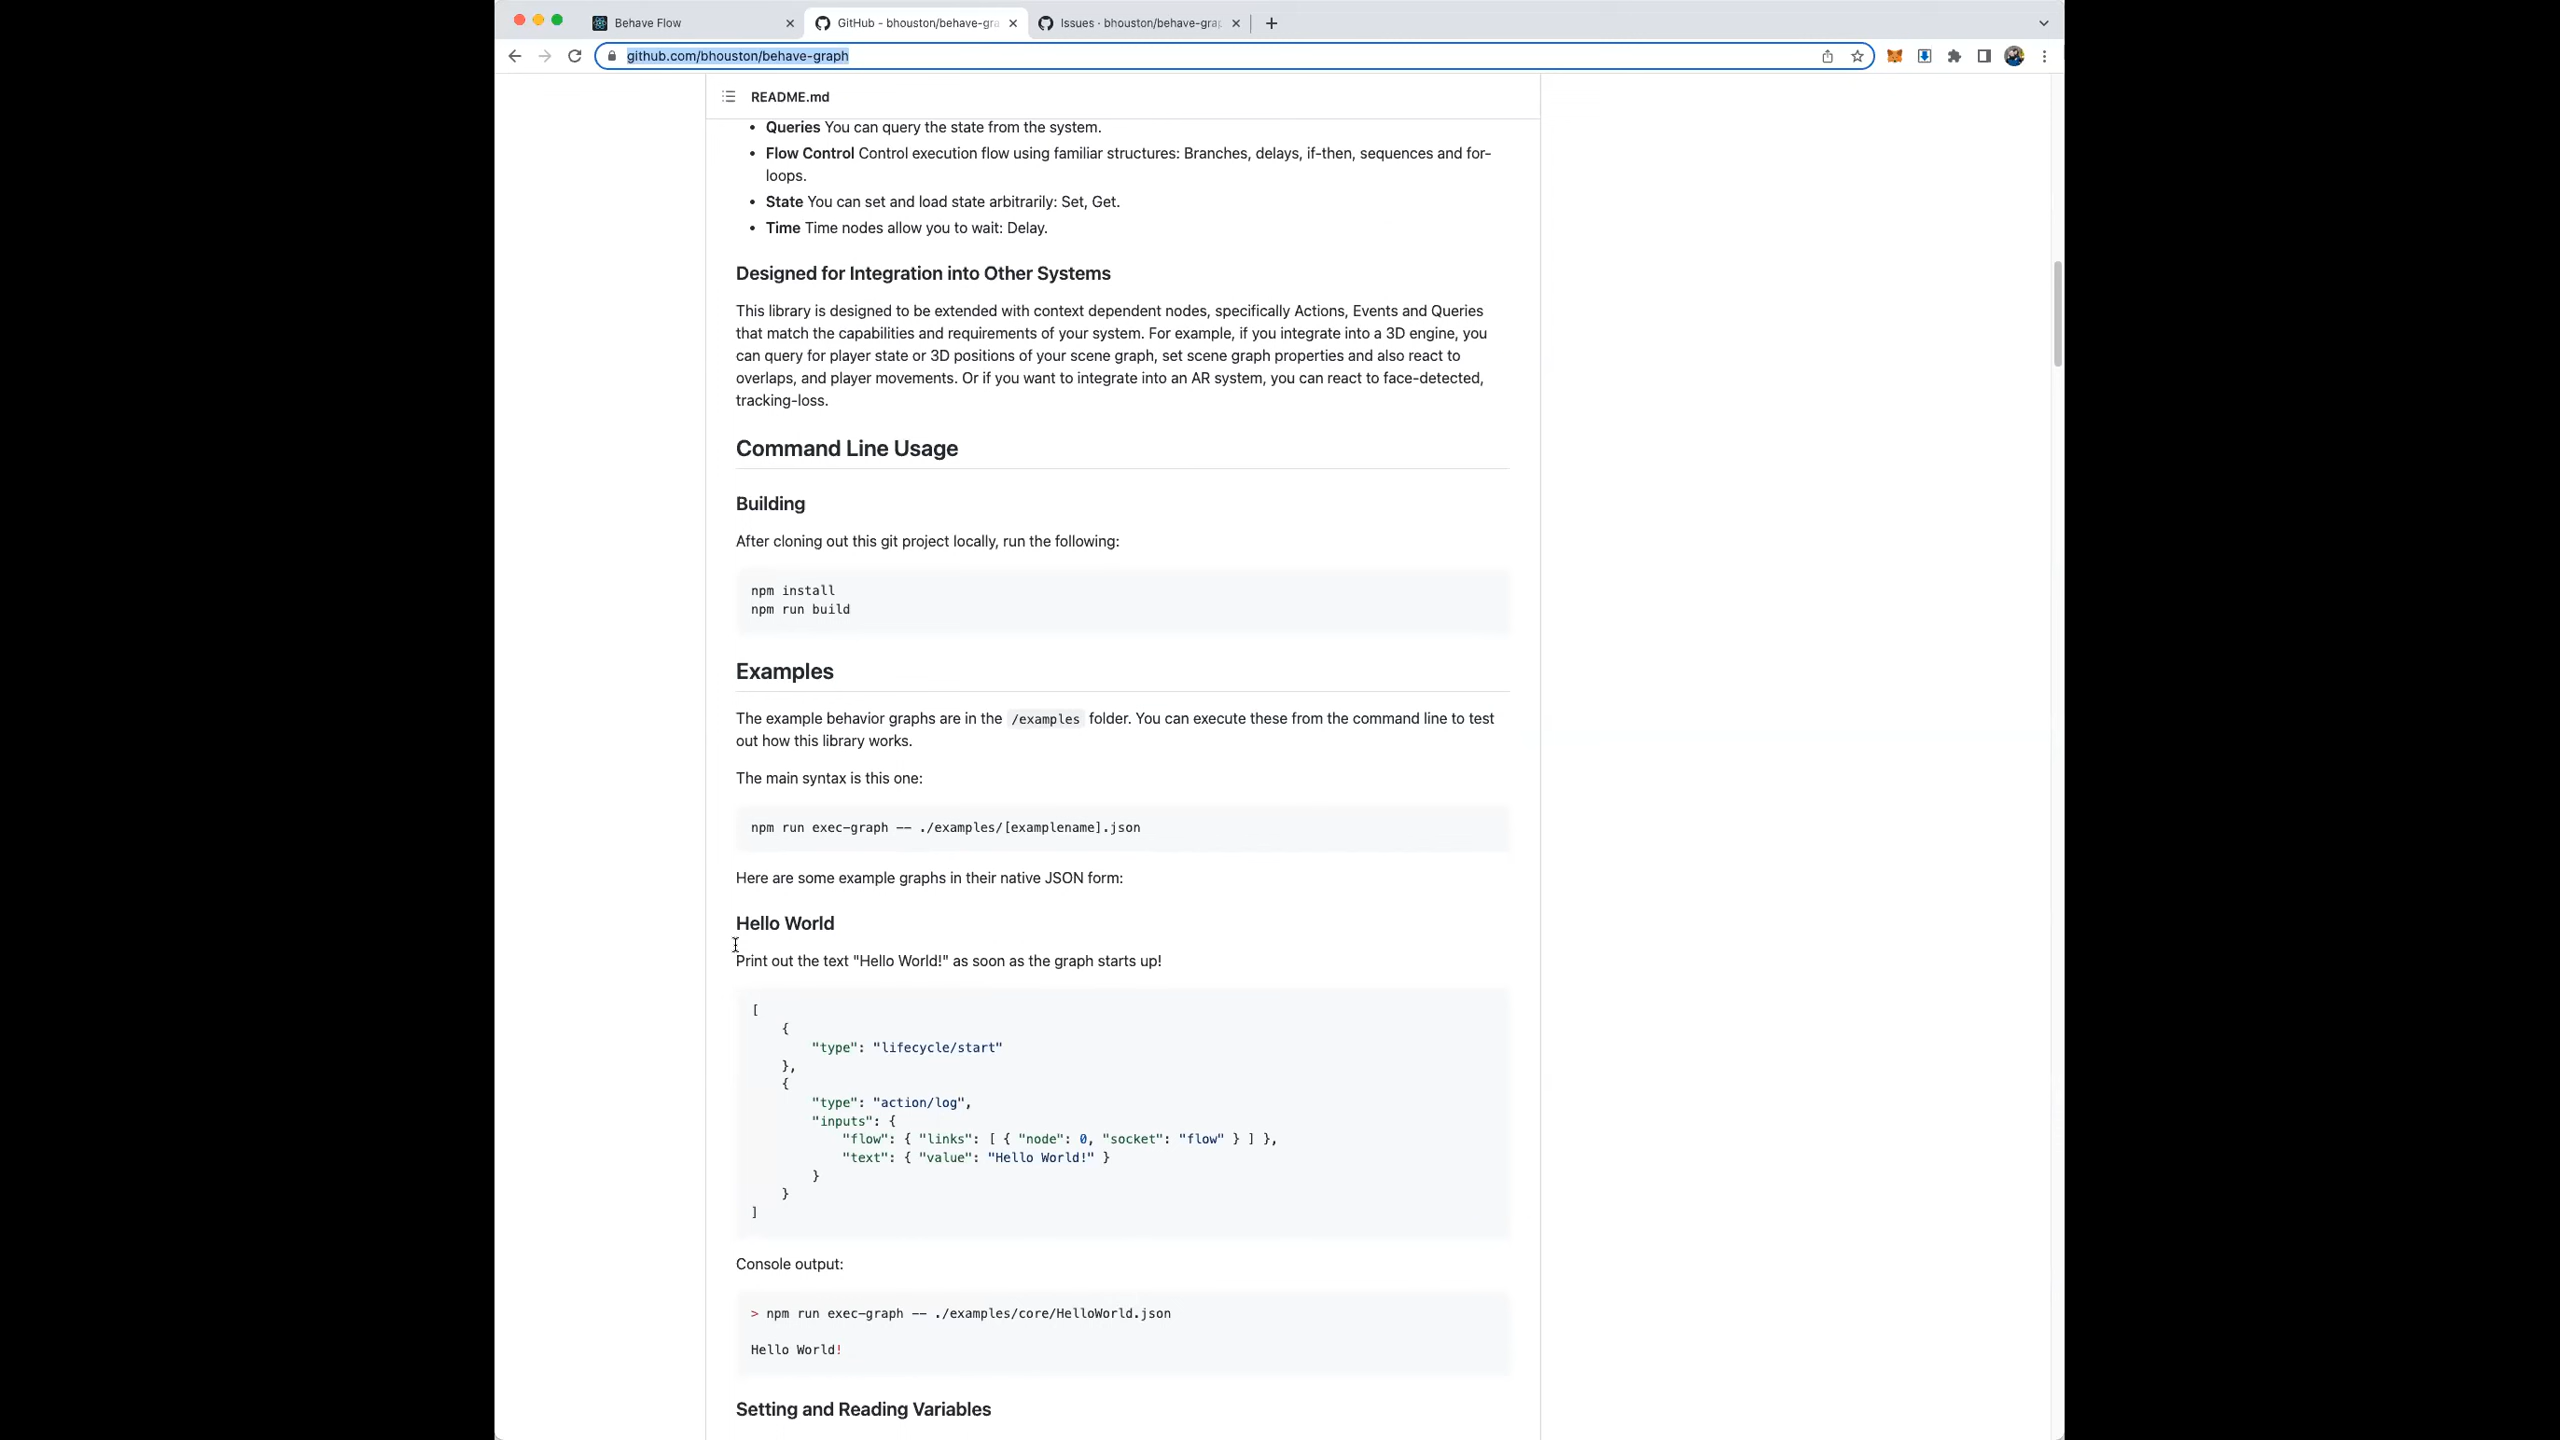 Behave Flow
GitHub - bhouston/behave-gra
Issues · bhouston/behave-grap
github.com/bhouston/behave-graph
README.md
• Queries You can query the state from the system.
• Flow Control Control execution flow using familiar structures: Branches, delays, if-then, sequences and for-
loops.
• State You can set and load state arbitrarily: Set, Get.
• Time Time nodes allow you to wait: Delay.
Designed for Integration into Other Systems
This library is designed to be extended with context dependent nodes, specifically Actions, Events and Queries
that match the capabilities and requirements of your system. For example, if you integrate into a 3D engine, you
can query for player state or 3D positions of your scene graph, set scene graph properties and also react to
overlaps, and player movements. Or if you want to integrate into an AR system, you can react to face-detected,
tracking-loss.
Command Line Usage
Building
After cloning out this git project locally, run the following:
npm install
npm run build
Examples
The example behavior graphs are in the /examples folder. You can execute these from the command line to test
out how this library works.
The main syntax is this one:
npm run exec-graph -- ./examples/[examplename].json
Here are some example graphs in their native JSON form:
Hello World
Print out the text "Hello World!" as soon as the graph starts up!
[
{
"type": "lifecycle/start"
},
{
"type": "action/log",
"inputs": {
"flow": { "links": [ { "node": 0, "socket": "flow" } ] },
"text": { "value": "Hello World!" }
}
}
]
Console output:
> npm run exec-graph -- ./examples/core/HelloWorld.json
Hello World!
Setting and Reading Variables